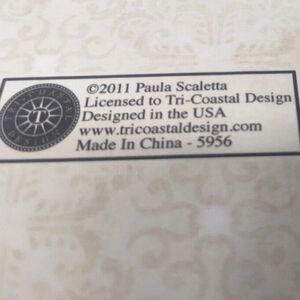 ©2011 Paula Scaletta
Licensed to Tri-Coastal Design
Designed in the USA
www.tricoastaldesign.com
Made In China - 5956
T